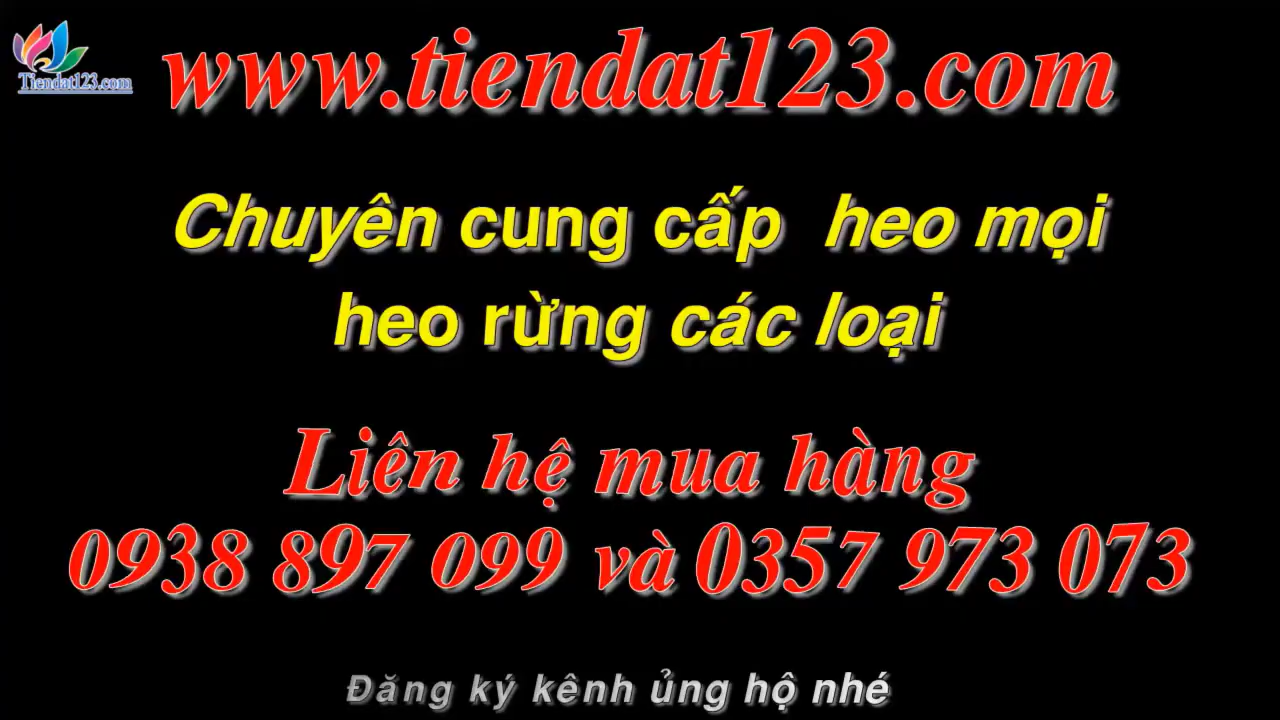 Tiendat123.com
www.tiendat123.com
Chuyên cung cấp heo mọi
heo rừng các loại
Liên hệ mua hàng
0938 897 099 và 0357 973 073
Đăng ký kênh ủng hộ nhé